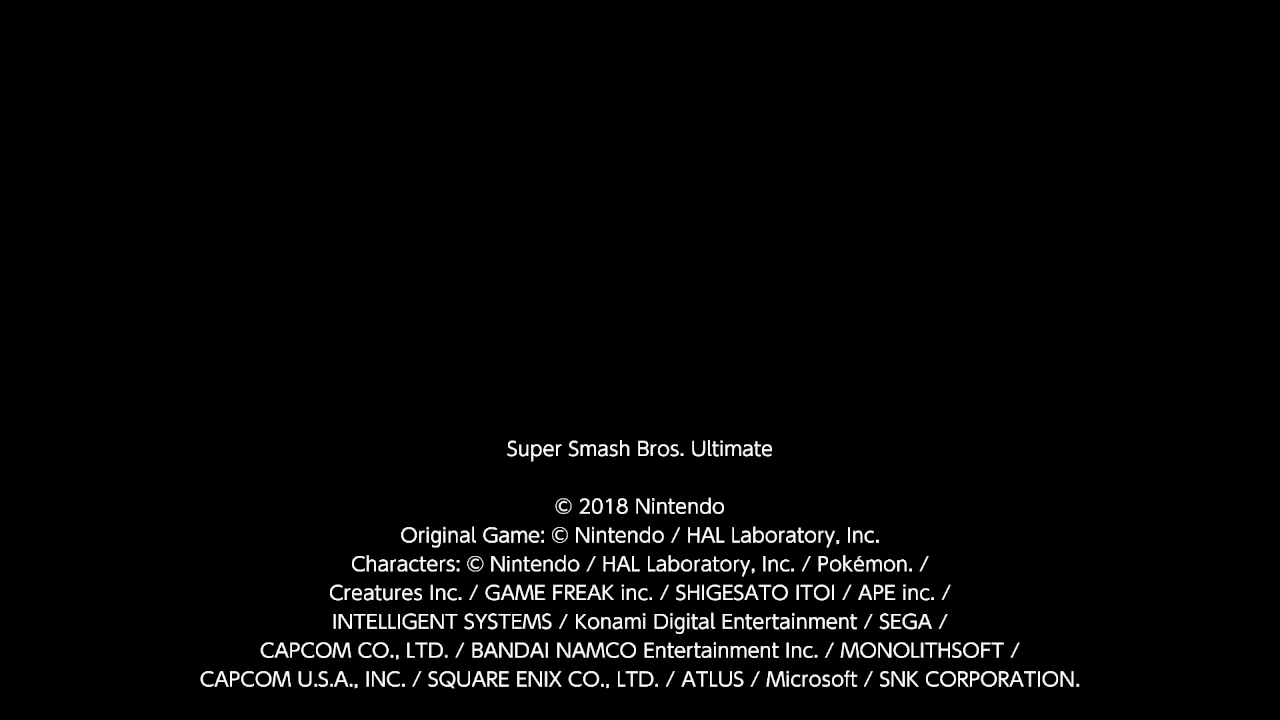 Super Smash Bros. Ultimate
© 2018 Nintendo
Original Game: © Nintendo / HAL Laboratory, Inc.
Characters: © Nintendo / HAL Laboratory, Inc. / Pokémon. /
Creatures Inc. / GAME FREAK inc. / SHIGESATO ITOI / APE inc. /
INTELLIGENT SYSTEMS / Konami Digital Entertainment / SEGA /
CAPCOM CO., LTD. / BANDAI NAMCO Entertainment Inc. / MONOLITHSOFT /
CAPCOM U.S.A., INC. / SQUARE ENIX CO., LTD. / ATLUS / Microsoft / SNK CORPORATION.